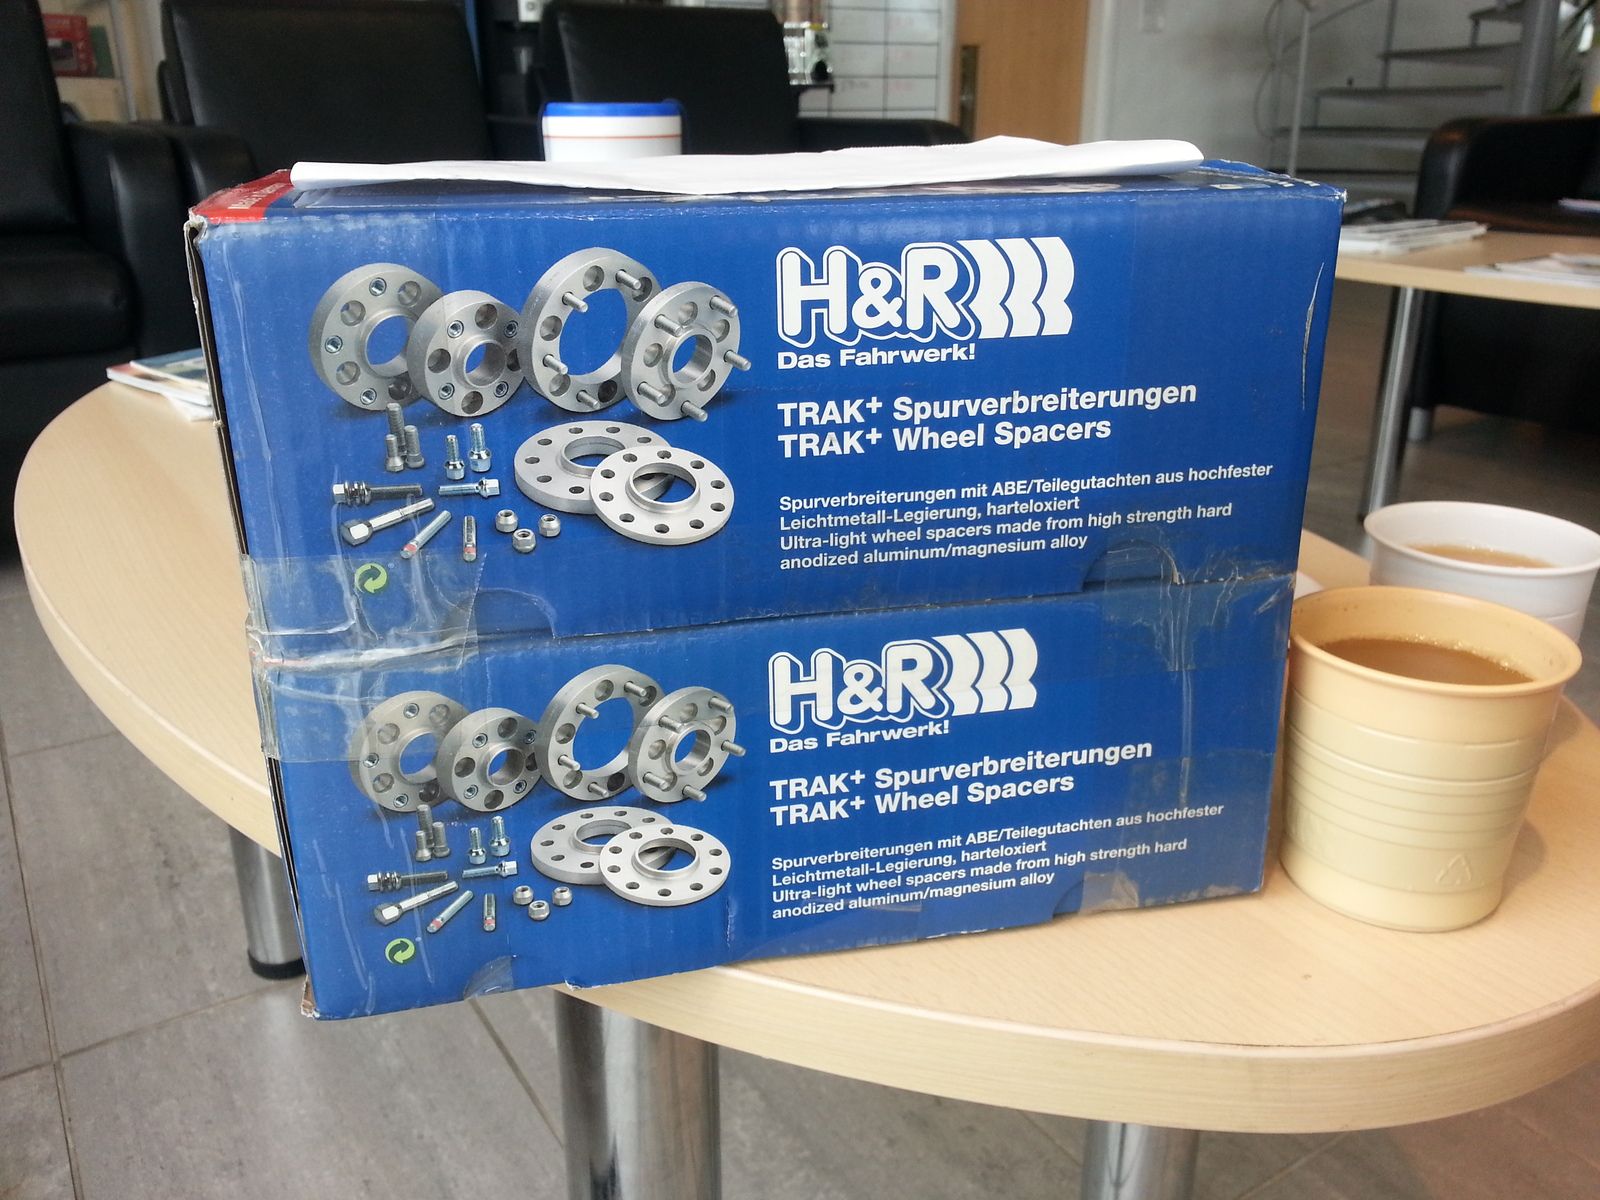 H&R
Das Fahrwerk!
TRAK+ Spurverbreiterungen
TRAK+ Wheel Spacers
Spurverbreiterungen mit ABE/Teilegutachten aus hochfester
Leichtmetall-Legierung, harteloxiert
Ultra-light wheel spacers made from high strength hard
anodized aluminum/magnesium alloy
H&R
Das Fahrwerk!
TRAK+ Spurverbreiterungen
TRAK+ Wheel Spacers
Spurverbreiterungen mit ABE/Teilegutachten aus hochfester
Leichtmetall-Legierung, harteloxiert
Ultra-light wheel spacers made from high strength hard
anodized aluminum/magnesium alloy